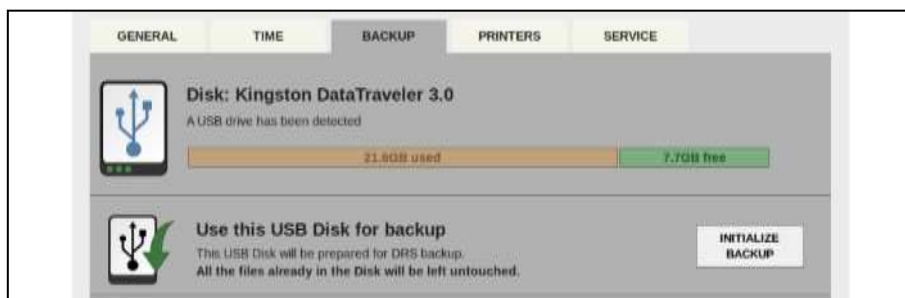 GENERAL TIME BACKUP PRINTERS SERVICE
Disk: Kingston DataTraveler 3.0
A USB drive has been detected
21.6GB used 7.7GB free
Use this USB Disk for backup
This USB Disk will be prepared for DRS backup.
All the files already in the Disk will be left untouched.
INITIALIZE
BACKUP